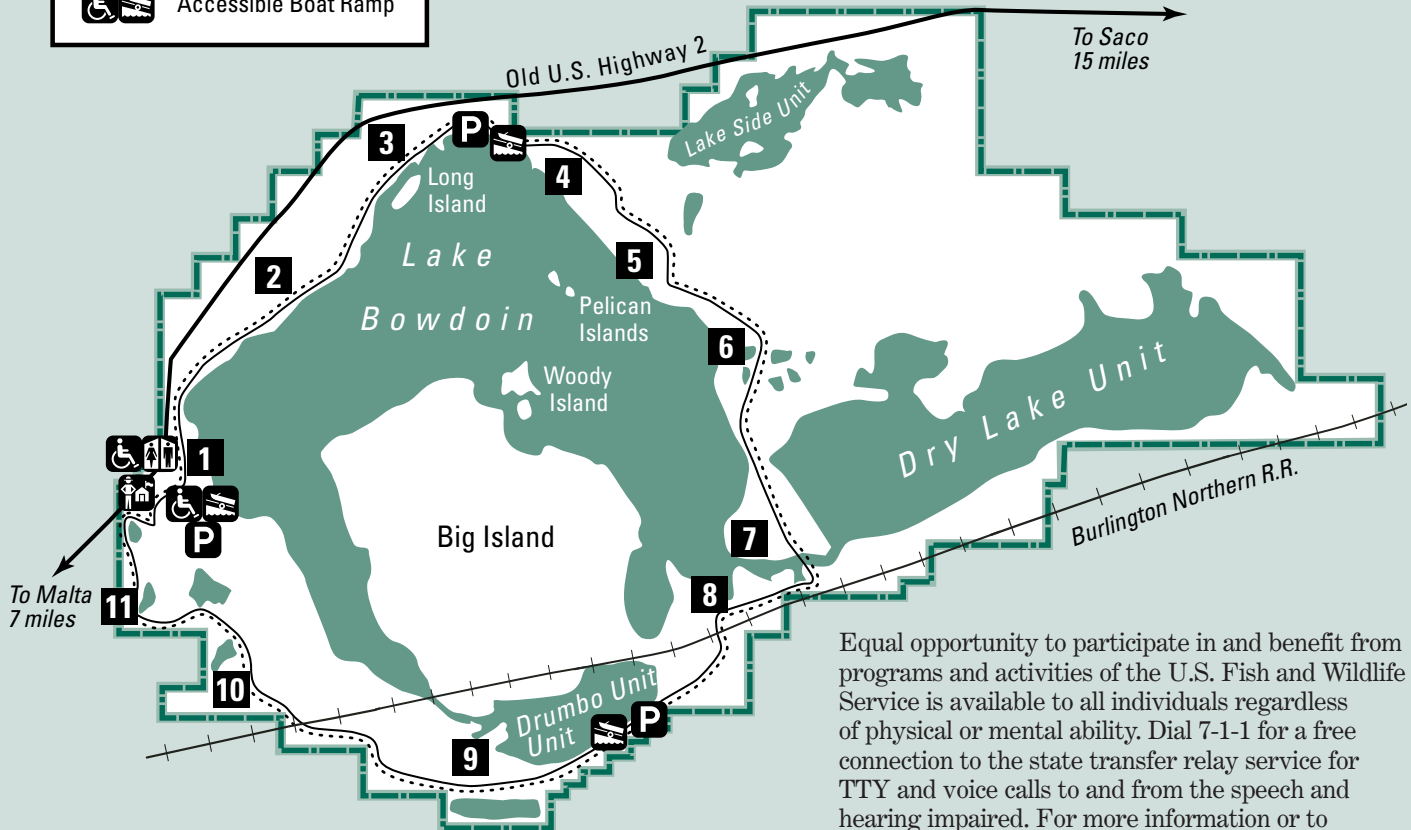 Accessible Boat Ramp
To Saco
15 miles
Old U.S. Highway 2
Lake Side Unit
3
P
4
Long
Island
2
Lake
Bowdoin
5
Pelican
Islands
6
Woody
Island
Dry Lake Unit
1
P
Big Island
Burlington Northern R.R.
7
To Malta
7 miles
11
8
10
Drumbo Unit
Unit
P
9
Equal opportunity to participate in and benefit from
programs and activities of the U.S. Fish and Wildlife
Service is available to all individuals regardless
of physical or mental ability. Dial 7-1-1 for a free
connection to the state transfer relay service for
TTY and voice calls to and from the speech and
hearing impaired. For more information or to